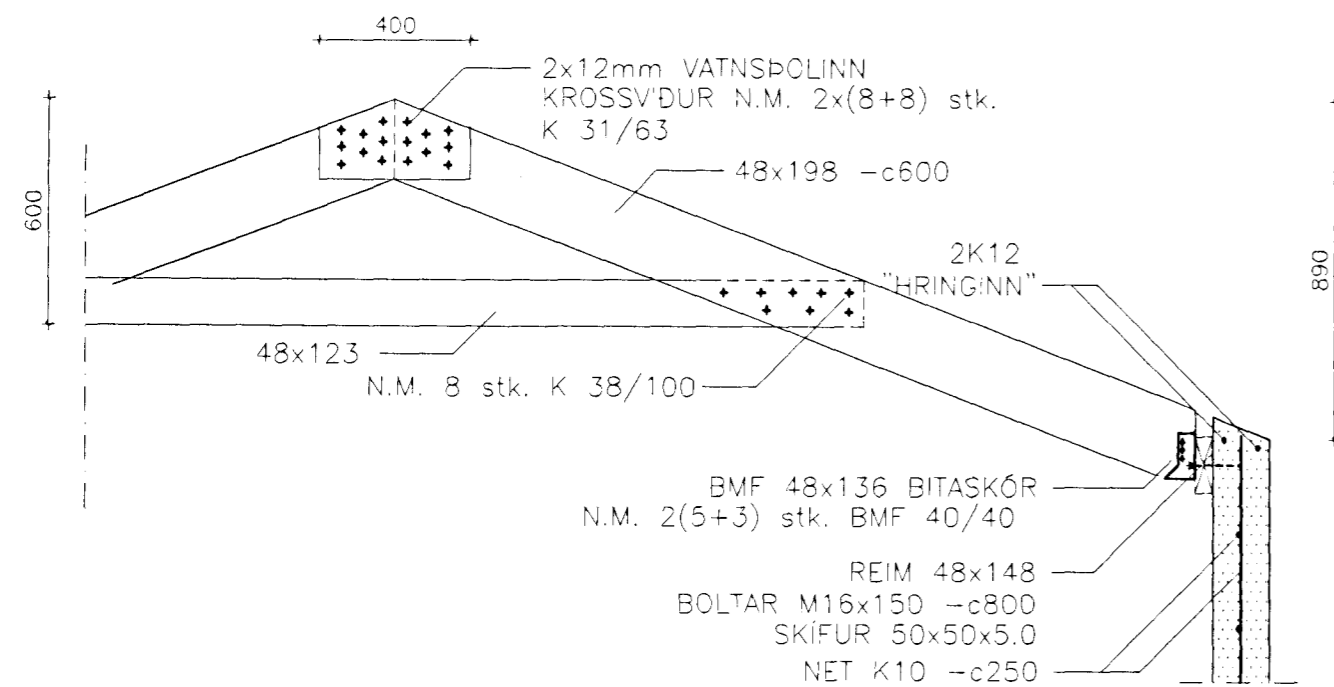 400
2x12mm VATNSÞOLINN
KROSSVIÐUR N.M. 2x(8+8) stk.
K 31/63
48x198 -c600
600
890
2K12
"HRINGINN"
48x123
N.M. 8 stk. K 38/100
BMF 48x136 BITASKÓR
N.M. 2(5+3) stk. BMF 40/40
REIM 48x148
BOLTAR M16x150 -c800
SKÍFUR 50x50x5.0
NET K10 -c250